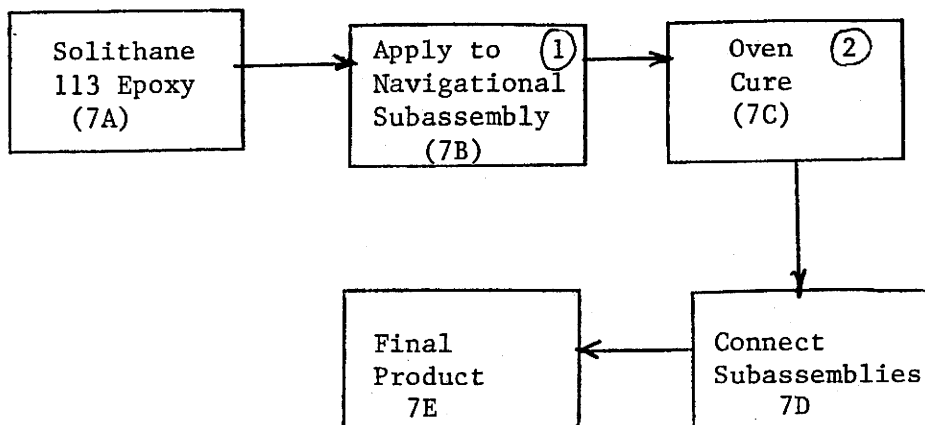 Solithane
113 Epoxy
(7A)
Apply to 1
Navigational
Subassembly
(7B)
Oven 2
Cure
(7C)
Connect
Subassemblies
7D
Final
Product
7E